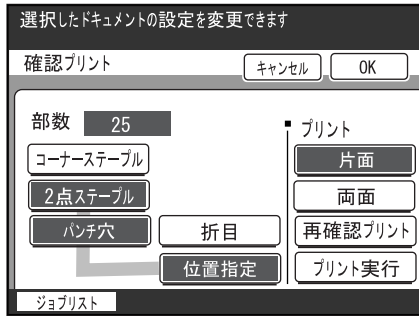 選択したドキュメントの設定を変更できます
確認プリント
キャンセル
OK
部数 25
コーナーステープル
2点ステープル
パンチ穴
折目
位置指定
プリント
片面
両面
再確認プリント
プリント実行
ジョブリスト